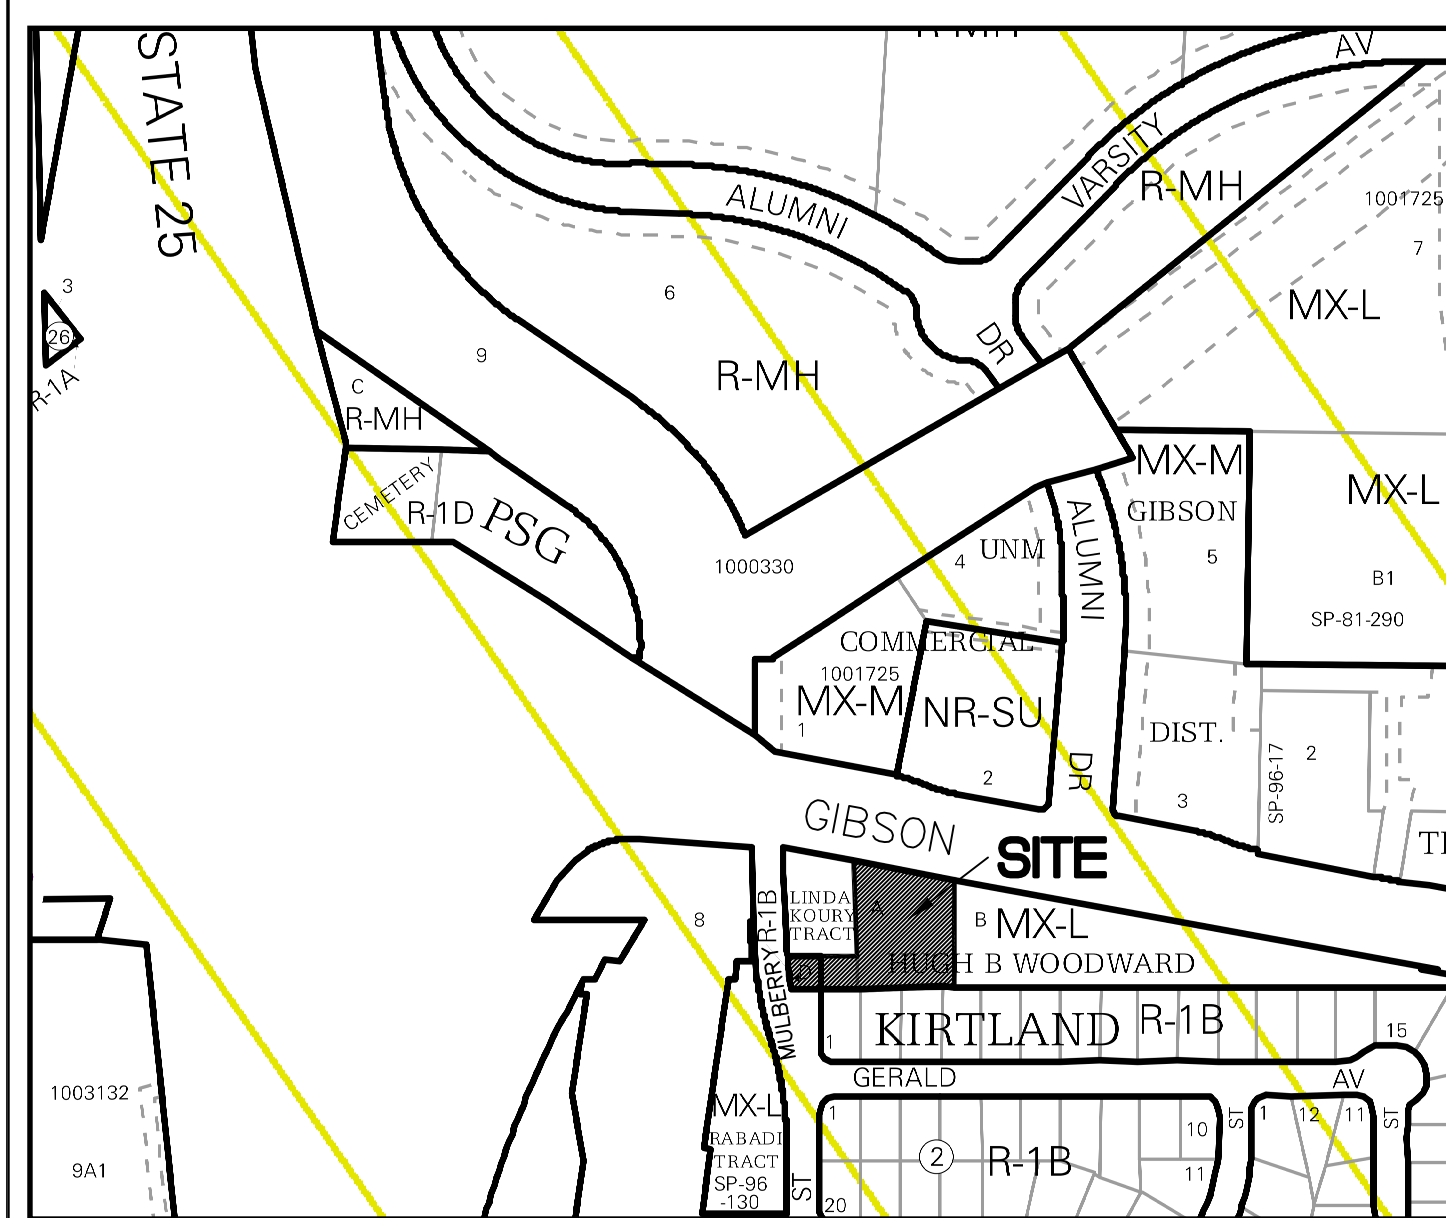 R-MH
AV
STATE 25
VARSITY
R-MH
ALUMNI
1001725
7
3
6
MX-L
26
9
DR
R-1A
C
R-MH
R-MH
CEMETERY
R-1D
PSG
MX-M
MX-L
GIBSON
ALUMNI
UNM
4
5
1000330
B1
SP-81-290
COMMERCIAL
1001725
MX-M
1
NR-SU
2
DR
DIST.
3
SP-96-17
2
GIBSON
SITE
LINDA
KOURY
TRACT
A
B
MX-L
8
R-1B
HUGH B WOODWARD
MULBERRY
KIRTLAND
R-1B
1
15
GERALD
AV
1003132
9A1
MX-L
RABADI
TRACT
SP-96
-130
ST
1
20
2
R-1B
10
11
ST
1
12
11
ST